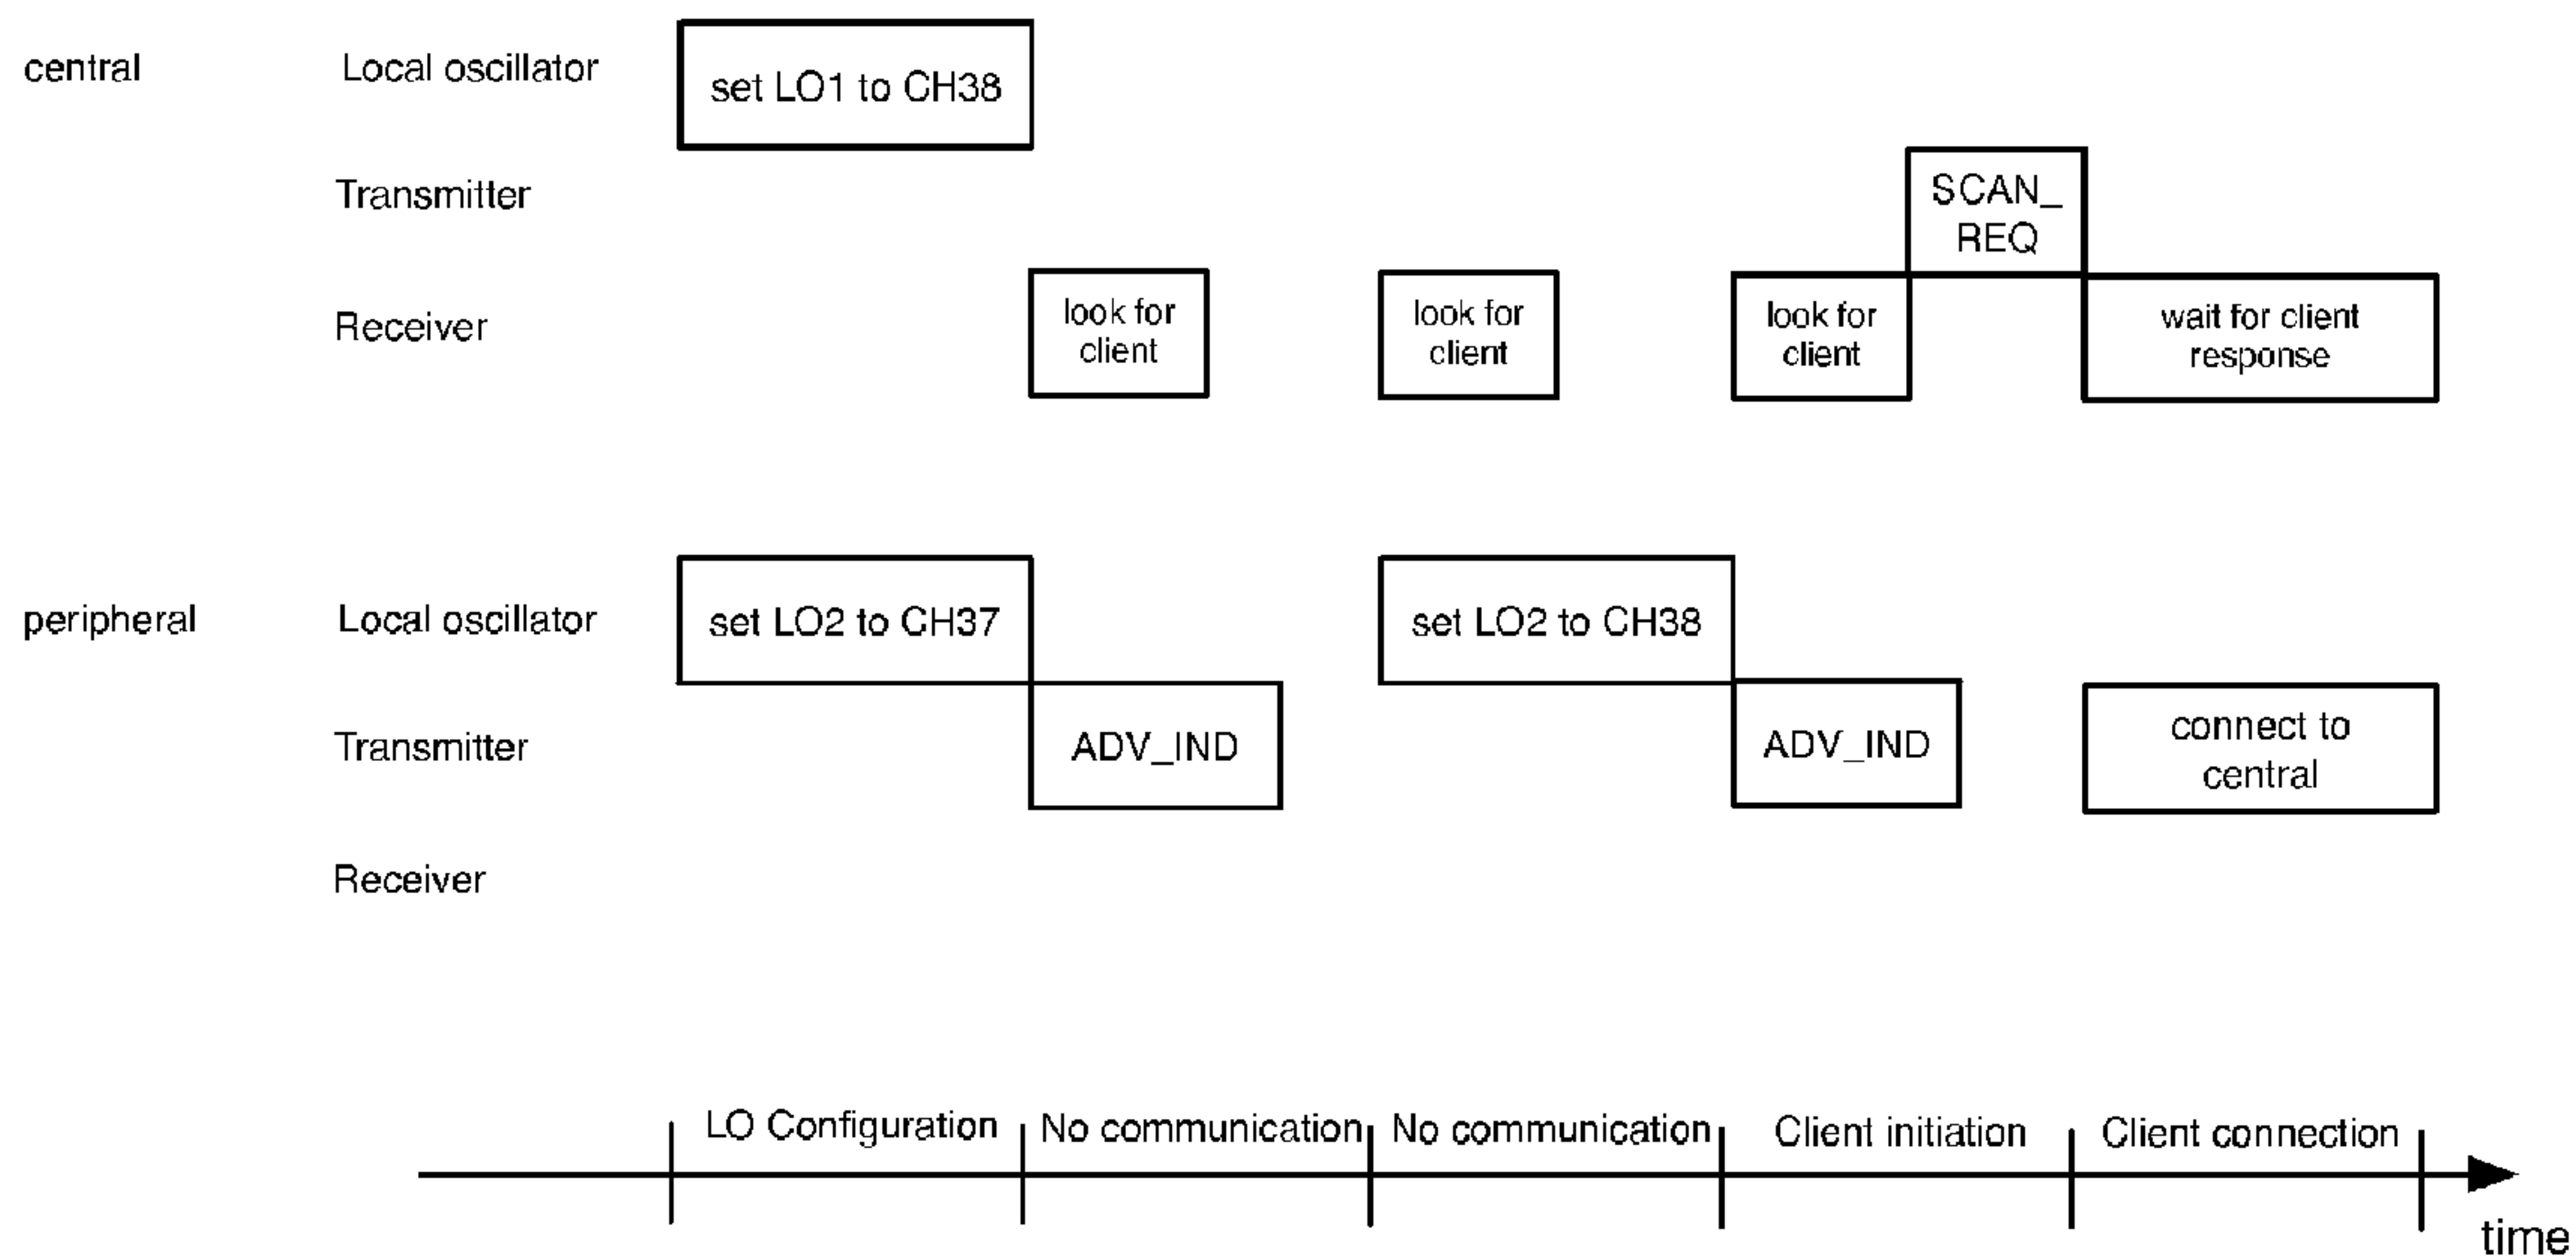 central
Local oscillator
set LO1 to CH38
Transmitter
SCAN_
REQ
Receiver
look for
client
look for
client
look for
client
wait for client
response
peripheral
Local oscillator
set LO2 to CH37
set LO2 to CH38
Transmitter
ADV_IND
ADV_IND
connect to
central
Receiver
LO Configuration
No communication
No communication
Client initiation
Client connection
time